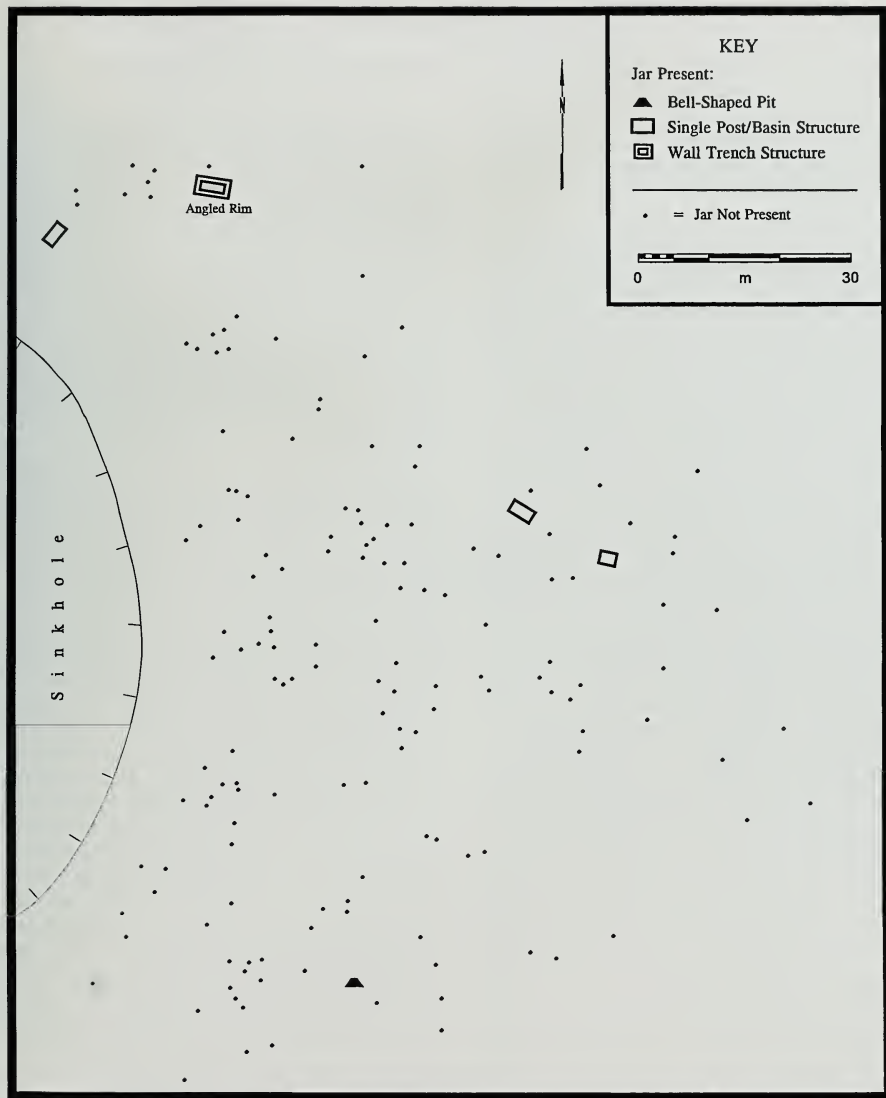 KEY
Jar Present:
Bell-Shaped Pit
Single Post/Basin Structure
Wall Trench Structure
• = Jar Not Present
0 m 30
N
Angled Rim
Sinkhole